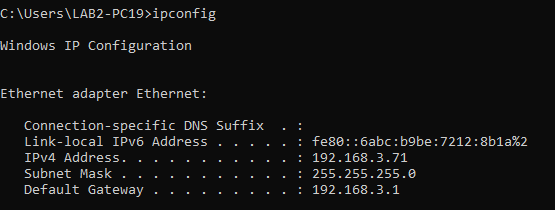 C:\Users\LAB2-PC19>ipconfig
Windows IP Configuration
Ethernet adapter Ethernet:
Connection-specific DNS Suffix  . :
Link-local IPv6 Address . . . . . : fe80::6abc:b9be:7212:8b1a%2
IPv4 Address. . . . . . . . . . . : 192.168.3.71
Subnet Mask . . . . . . . . . . . : 255.255.255.0
Default Gateway . . . . . . . . . : 192.168.3.1